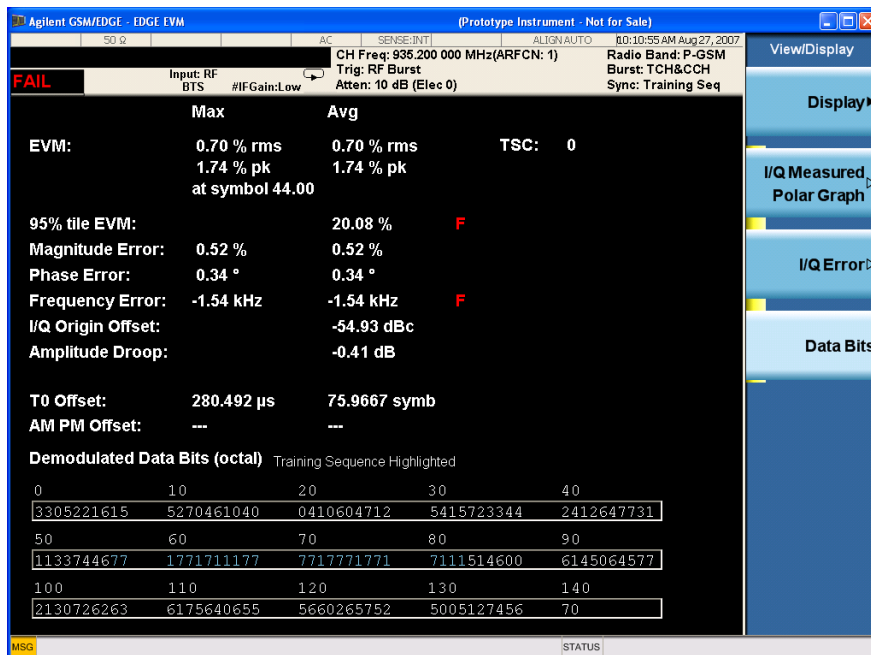 Agilent GSM/EDGE - EDGE EVM (Prototype Instrument - Not for Sale)
50 Ω AC SENSE:INT ALIGNAUTO 10:10:55 AM Aug 27, 2007
CH Freq: 935.200 000 MHz(ARFCN: 1) Radio Band: P-GSM
Input: RF Trig: RF Burst Burst: TCH&CCH
FAIL BTS #IFGain:Low Atten: 10 dB (Elec 0) Sync: Training Seq
View/Display
Display
I/Q Measured
Polar Graph
I/Q Error
Data Bits
Max Avg
EVM: 0.70 % rms 0.70 % rms TSC: 0
1.74 % pk 1.74 % pk
at symbol 44.00
95% tile EVM: 20.08 % F
Magnitude Error: 0.52 % 0.52 %
Phase Error: 0.34 ° 0.34 °
Frequency Error: -1.54 kHz -1.54 kHz F
I/Q Origin Offset: -54.93 dBc
Amplitude Droop: -0.41 dB
T0 Offset: 280.492 µs 75.9667 symb
AM PM Offset: --- ---
Demodulated Data Bits (octal) Training Sequence Highlighted
0 10 20 30 40
3305221615 5270461040 0410604712 5415723344 2412647731
50 60 70 80 90
1133744677 1771711177 7717771771 7111514600 6145064577
100 110 120 130 140
2130726263 6175640655 5660265752 5005127456 70
MSG STATUS